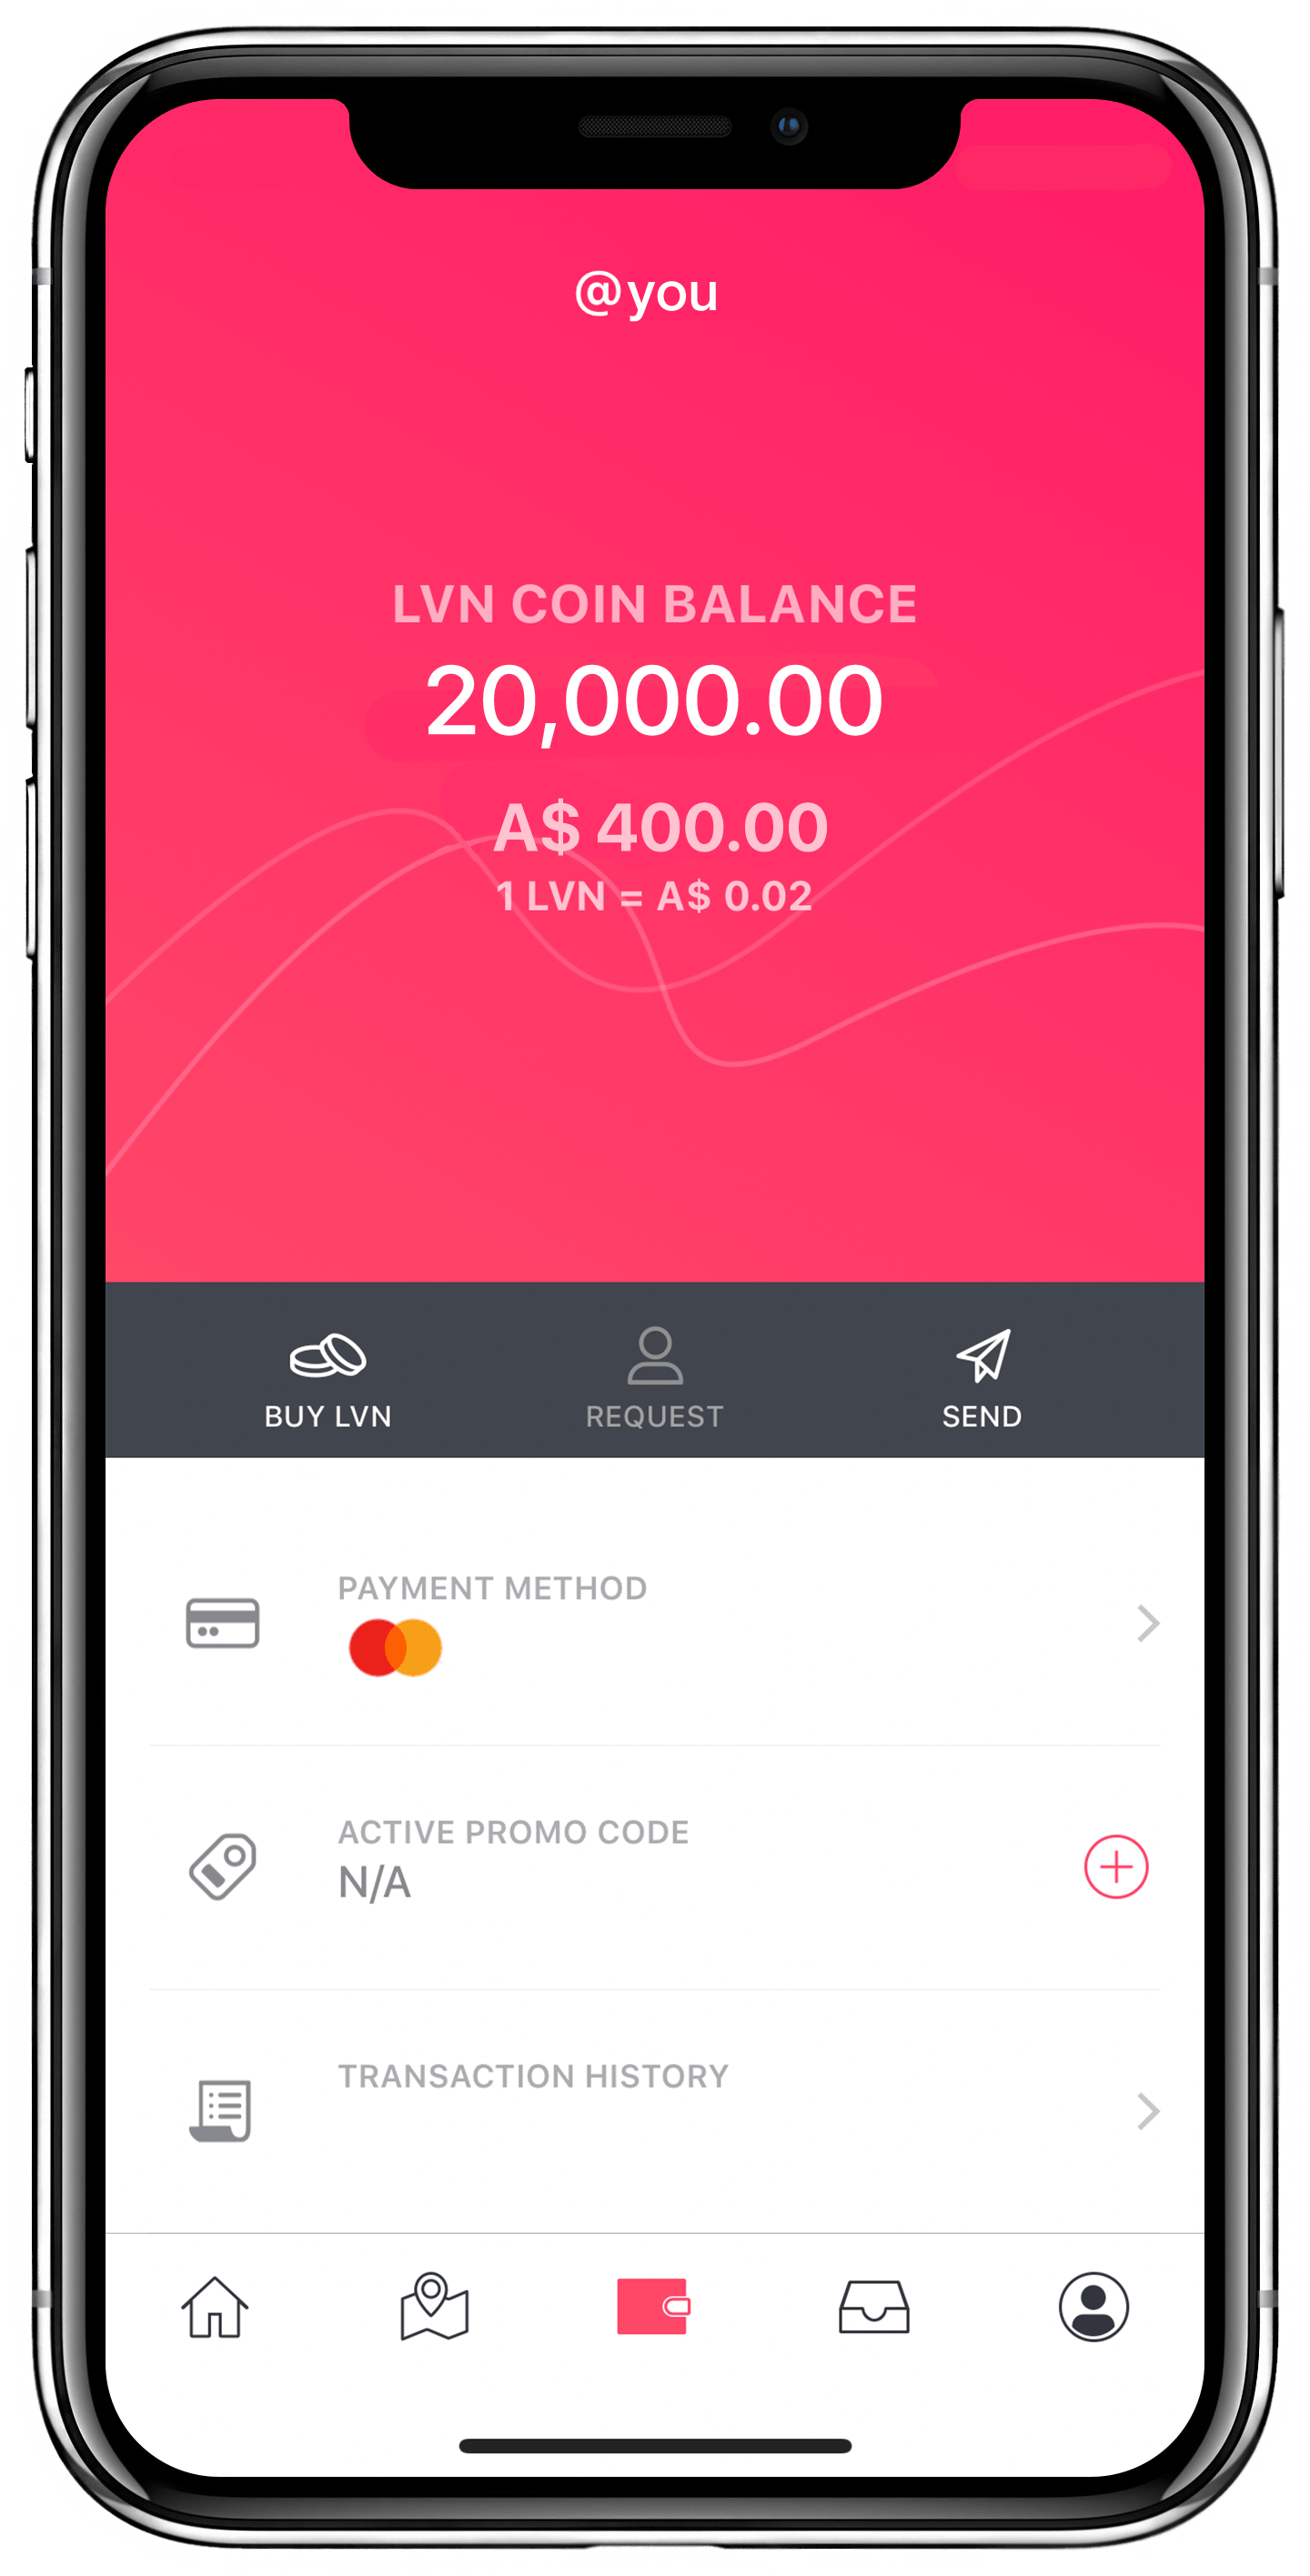 @you
LVN COIN BALANCE
20,000.00
A$ 400.00
1 LVN = A$ 0.02
BUY LVN
REQUEST
SEND
PAYMENT METHOD
ACTIVE PROMO CODE
N/A
TRANSACTION HISTORY